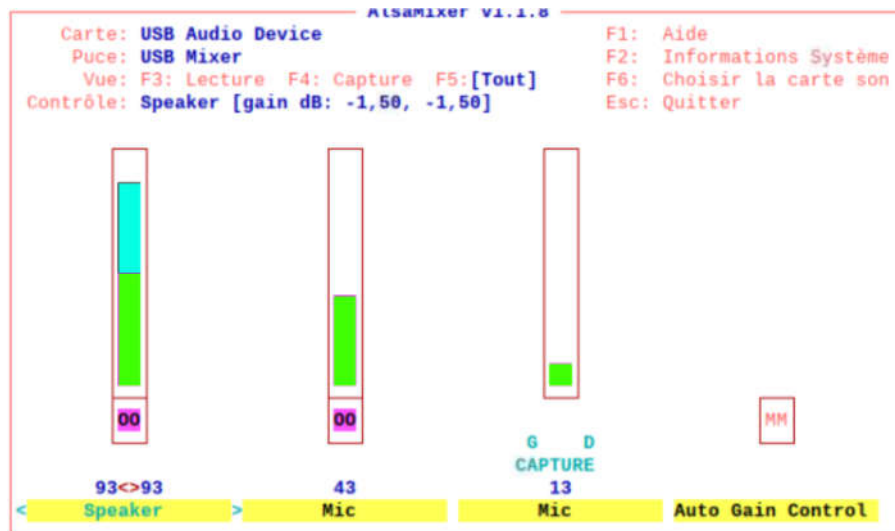 AlsaMixer v1.1.8
Carte: USB Audio Device F1: Aide
Puce: USB Mixer F2: Informations Système
Vue: F3: Lecture F4: Capture F5:[Tout] F6: Choisir la carte son
Contrôle: Speaker [gain dB: -1,50, -1,50] Esc: Quitter
OO OO MM
G D
CAPTURE
93<>93 43 13
< Speaker > Mic Mic Auto Gain Control